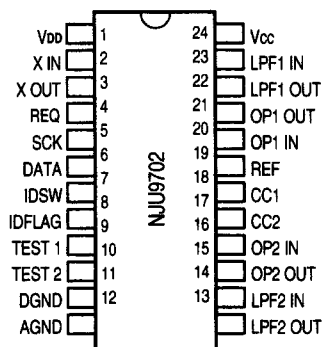 VDD 1 24 Vcc
X IN 2 23 LPF1 IN
X OUT 3 22 LPF1 OUT
REQ 4 21 OP1 OUT
SCK 5 20 OP1 IN
DATA 6 19 REF
IDSW 7 18 CC1
IDFLAG 8 17 CC2
TEST 1 9 16 OP2 IN
TEST 2 10 15 OP2 OUT
DGND 11 14 LPF2 IN
AGND 12 13 LPF2 OUT
NJU9702